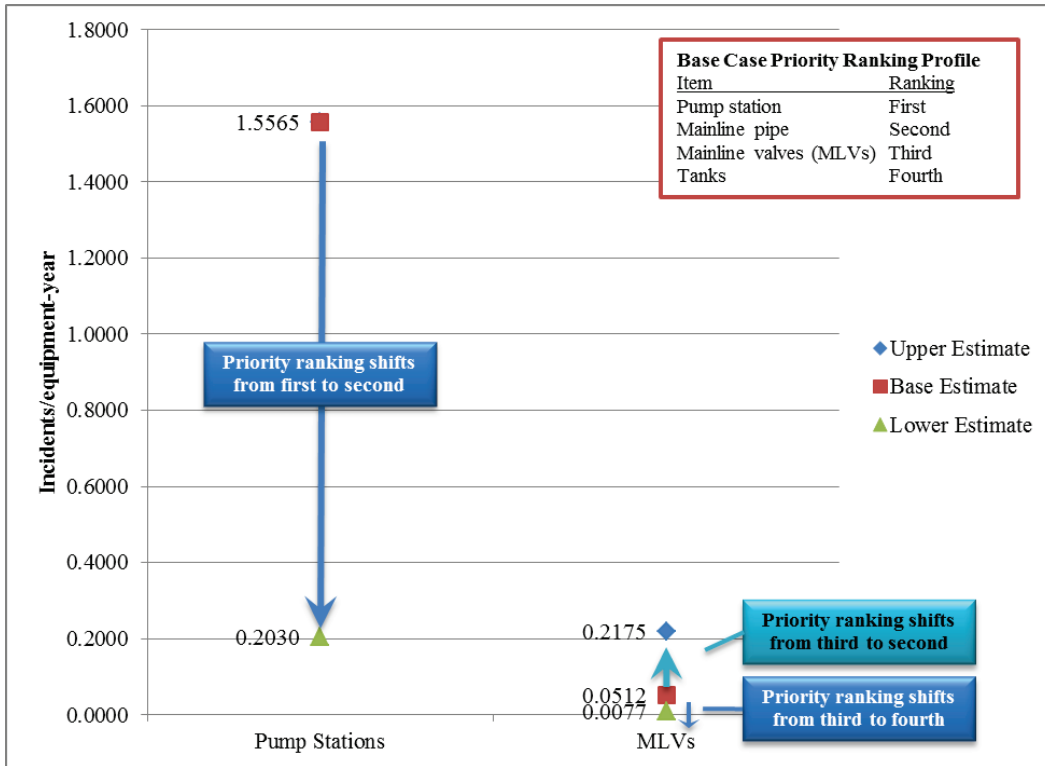 1.8000
1.6000
1.4000
1.2000
1.0000
0.8000
0.6000
0.4000
0.2000
0.0000
Incidents/equipment-year
1.5565
0.2030
0.2175
0.0512
0.0077
Priority ranking shifts
from first to second
Priority ranking shifts
from third to second
Priority ranking shifts
from third to fourth
Pump Stations
MLVs
Base Case Priority Ranking Profile
Item Ranking
Pump station First
Mainline pipe Second
Mainline valves (MLVs) Third
Tanks Fourth
Upper Estimate
Base Estimate
Lower Estimate